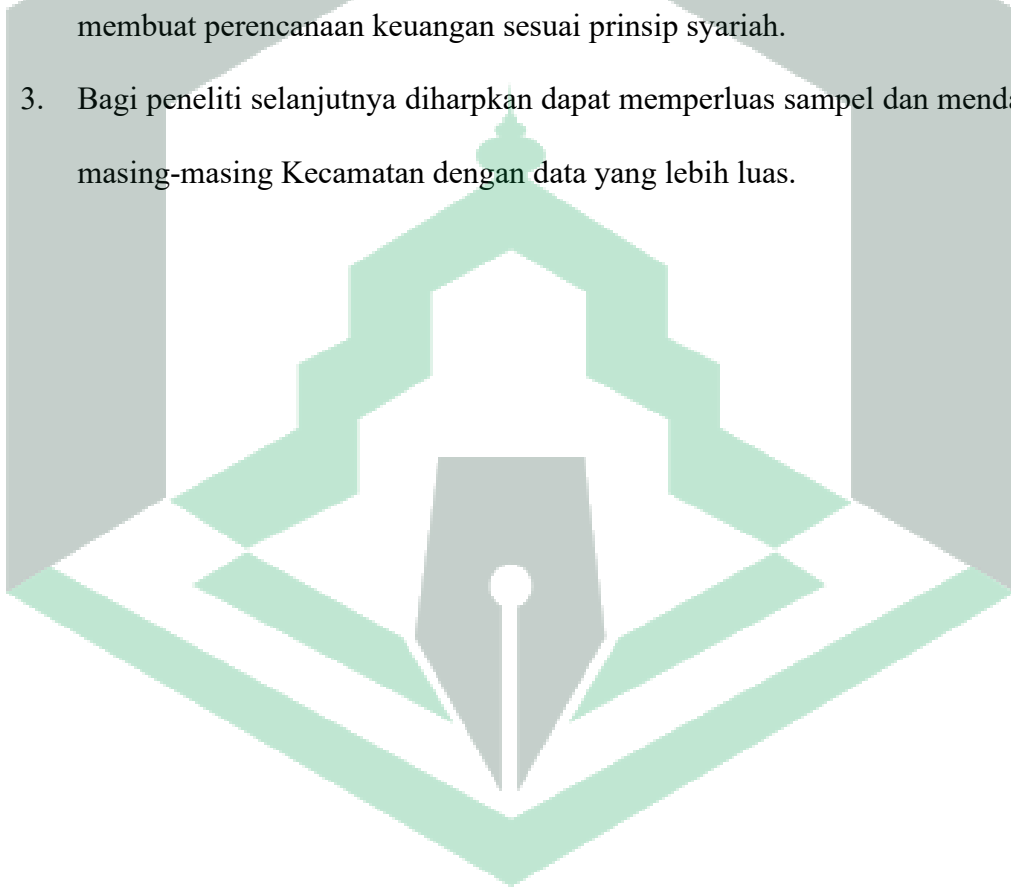 membuat perencanaan keuangan sesuai prinsip syariah.
3. Bagi peneliti selanjutnya diharpkan dapat memperluas sampel dan
masing-masing Kecamatan dengan data yang lebih luas.